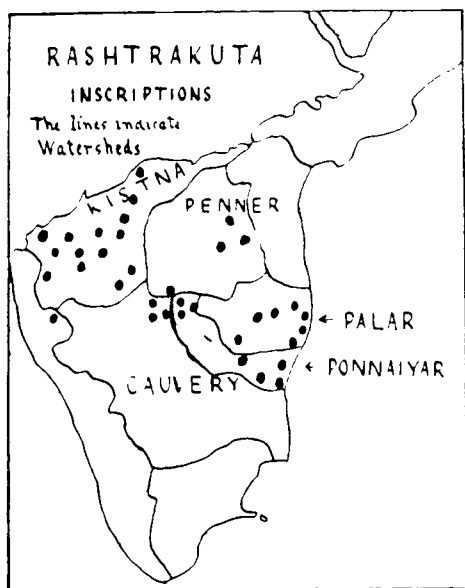 RASHTRAKUTA
INSCRIPTIONS
The lines indicate
Watersheds
KISTNA
PENNER
← PALAR
← PONNAIYAR
CAUVERY